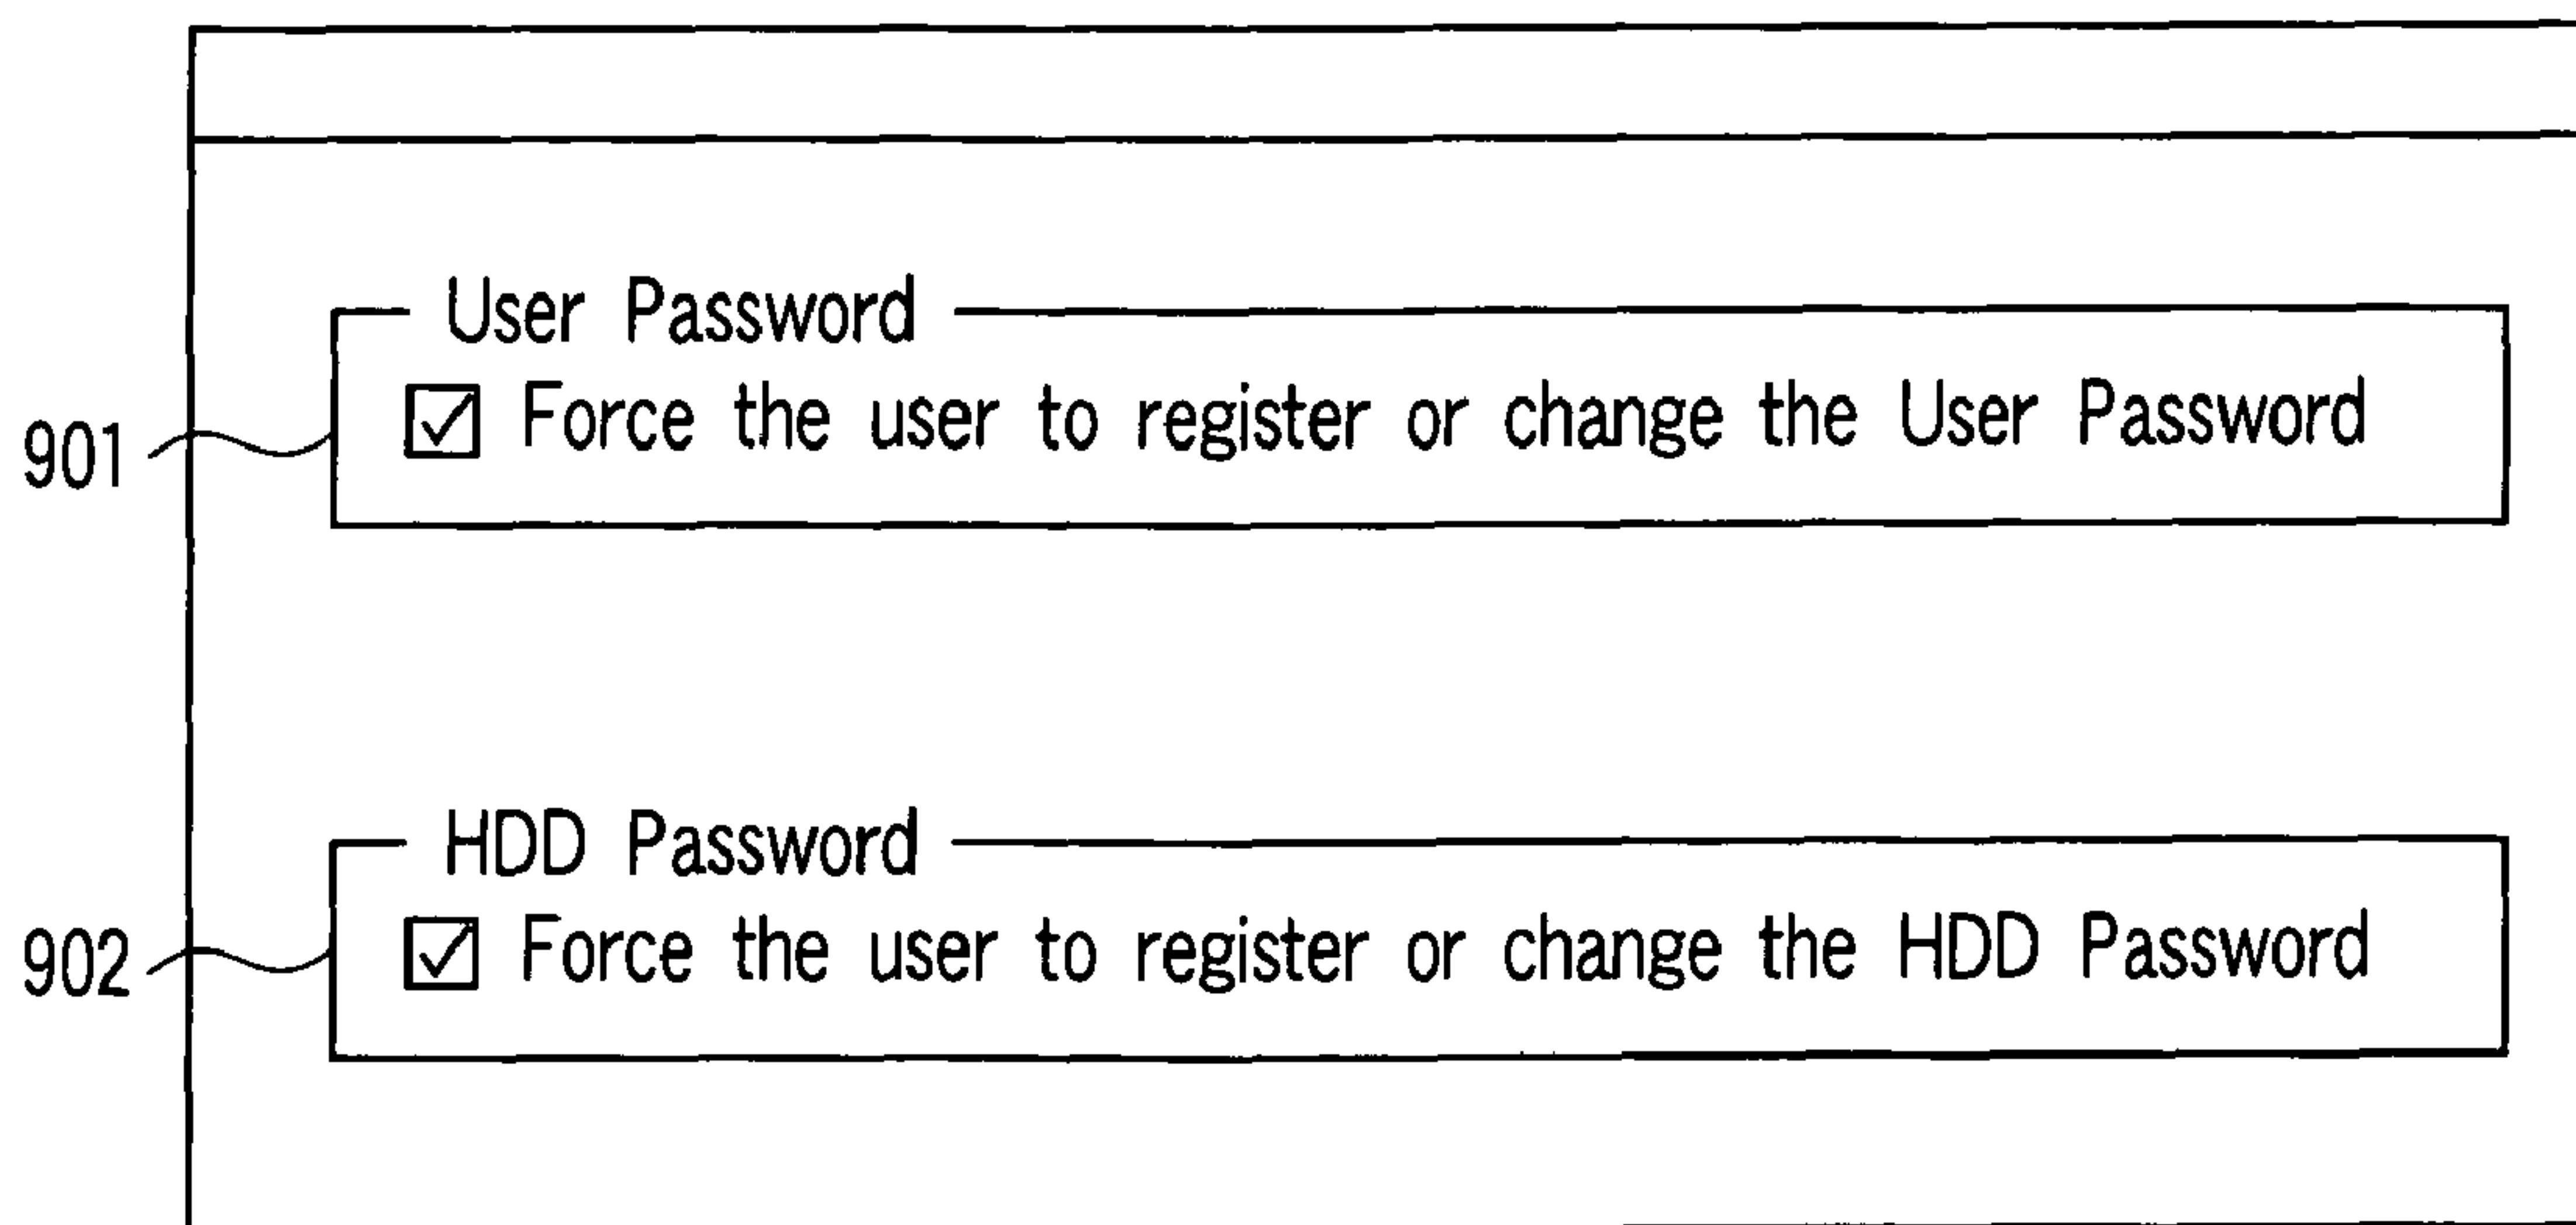 User Password
901 ☑ Force the user to register or change the User Password
HDD Password
902 ☑ Force the user to register or change the HDD Password